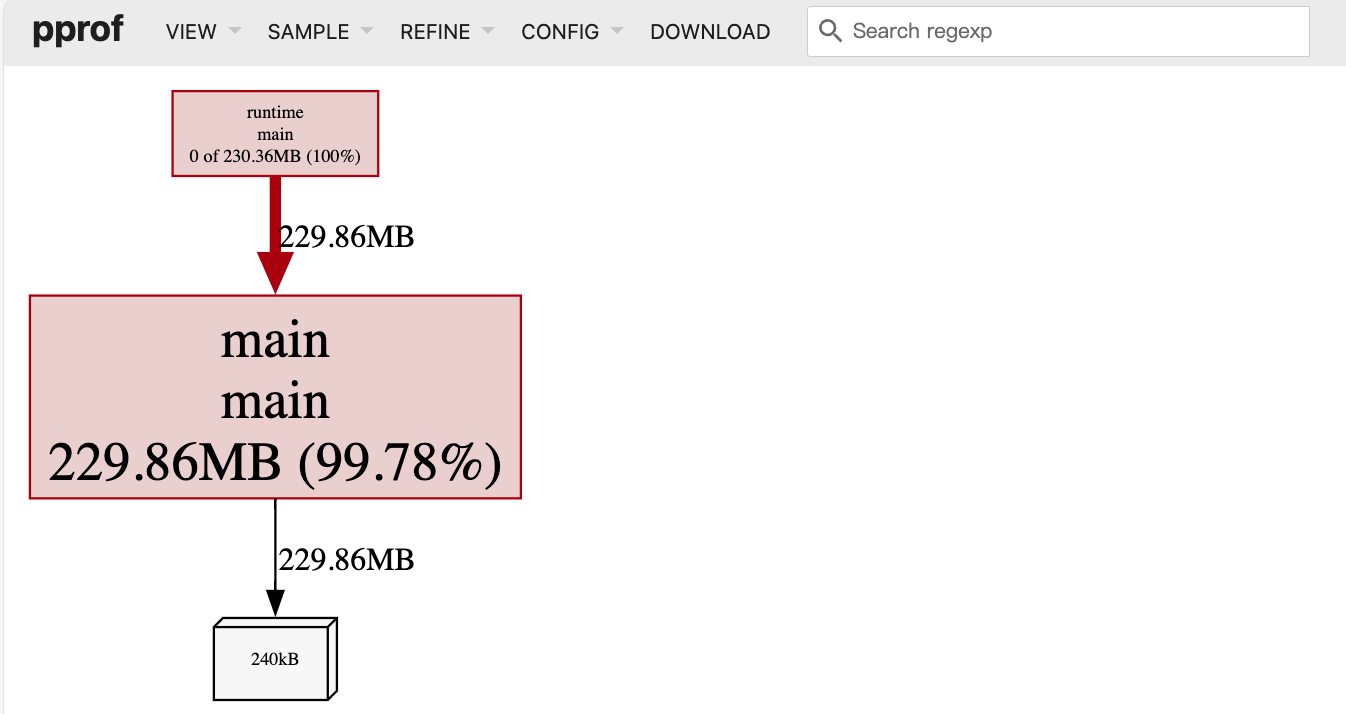 pprof VIEW SAMPLE REFINE CONFIG DOWNLOAD Search regexp
runtime
main
0 of 230.36MB (100%)
229.86MB
main
main
229.86MB (99.78%)
229.86MB
240kB